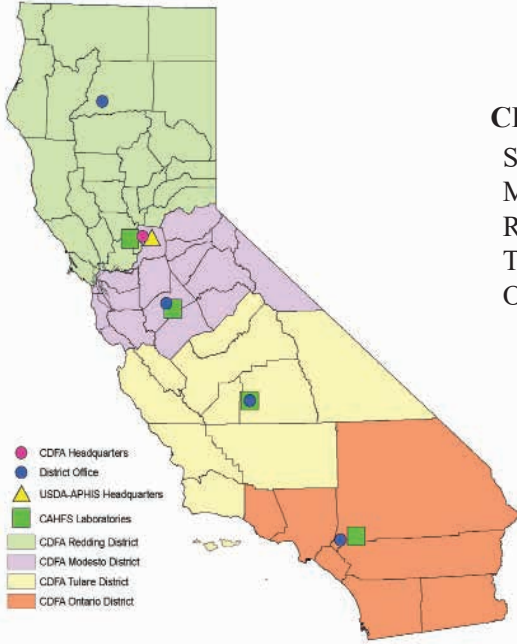 CDFA Headquarters
District Office
USDA-APHIS Headquarters
CAHFS Laboratories
CDFA Redding District
CDFA Modesto District
CDFA Tulare District
CDFA Ontario District